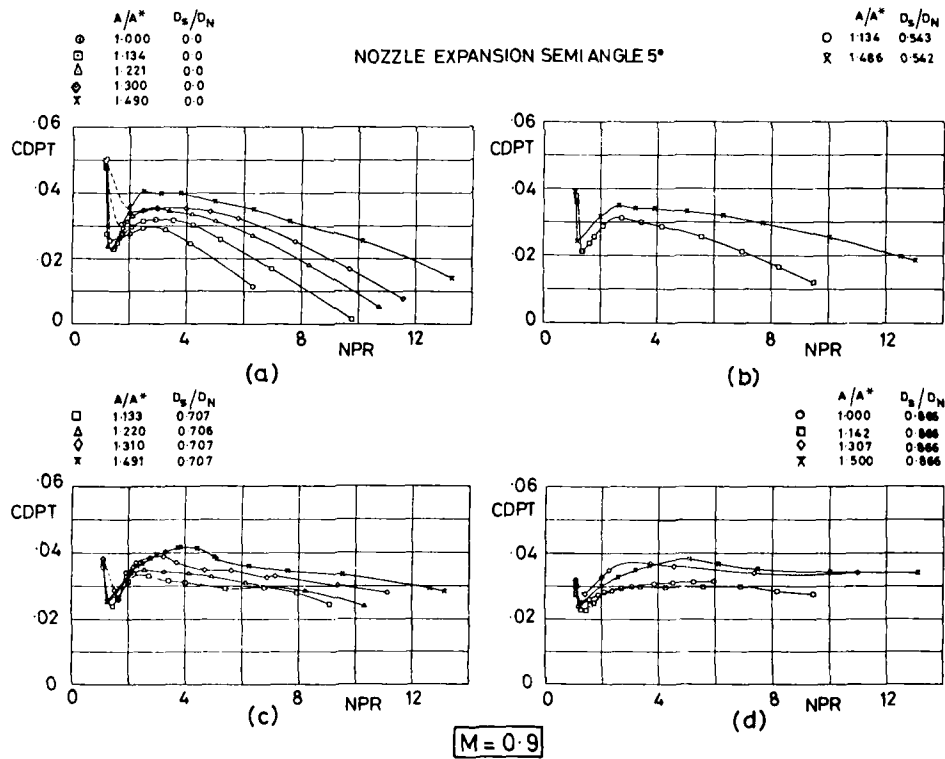 A/A* Ds/DN
1·000 0·0
1·134 0·0
1·221 0·0
1·300 0·0
1·490 0·0
NOZZLE EXPANSION SEMI ANGLE 5°
A/A* Ds/DN
1·134 0·543
1·486 0·542
·06
CDPT
·04
·02
0
0 4 8 12
NPR
(a)
·06
CDPT
·04
·02
0
0 4 8 12
NPR
(b)
A/A* Ds/DN
1·133 0·707
1·220 0·706
1·310 0·707
1·491 0·707
A/A* Ds/DN
1·000 0·866
1·142 0·866
1·307 0·866
1·500 0·866
·06
CDPT
·04
·02
0
0 4 8 12
NPR
(c)
·06
CDPT
·04
·02
0
0 4 8 12
NPR
(d)
M = 0·9